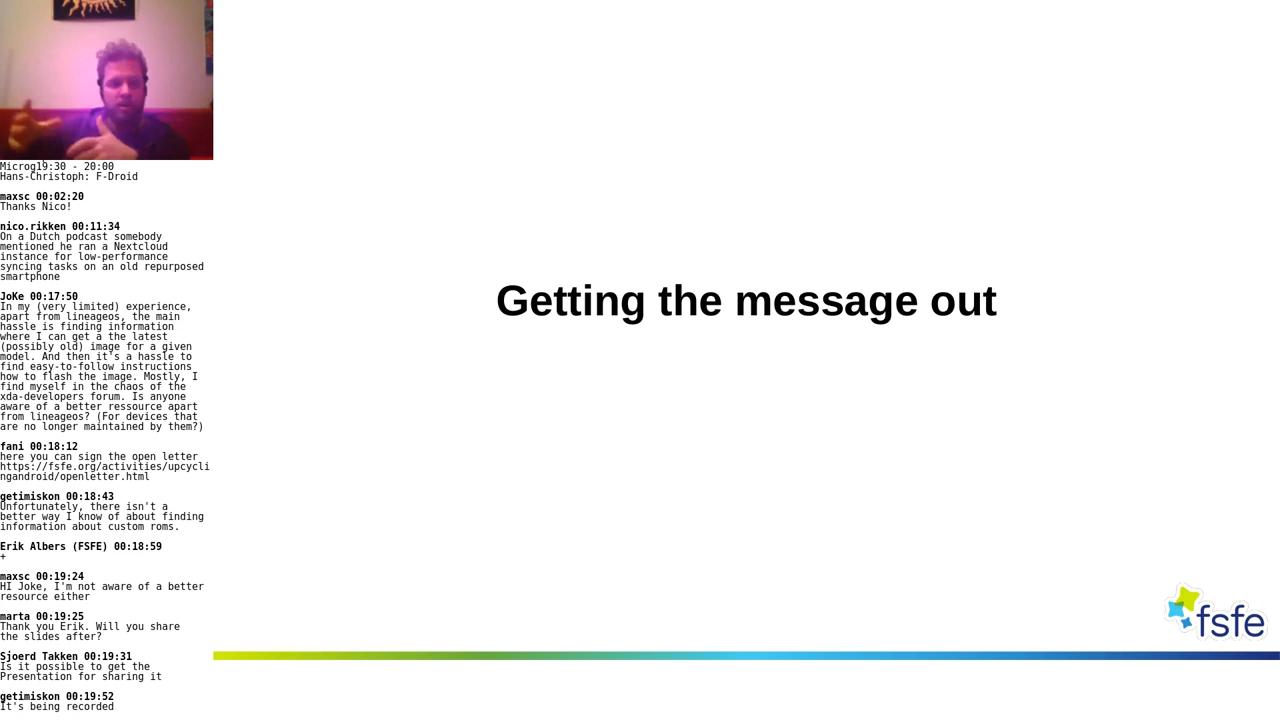 Microg19:30 - 20:00
Hans-Christoph: F-Droid
maxsc 00:02:20
Thanks Nico!
nico.rikken 00:11:34
On a Dutch podcast somebody
mentioned he ran a Nextcloud
instance for low-performance
syncing tasks on an old repurposed
smartphone
JoKe 00:17:50
In my (very limited) experience,
apart from lineageos, the main
hassle is finding information
where I can get a the latest
(possibly old) image for a given
model. And then it's a hassle to
find easy-to-follow instructions
how to flash the image. Mostly, I
find myself in the chaos of the
xda-developers forum. Is anyone
aware of a better ressource apart
from lineageos? (For devices that
are no longer maintained by them?)
fani 00:18:12
here you can sign the open letter
https://fsfe.org/activities/upcycli
ngandroid/openletter.html
getimiskon 00:18:43
Unfortunately, there isn't a
better way I know of about finding
information about custom roms.
Erik Albers (FSFE) 00:18:59
+
maxsc 00:19:24
HI Joke, I'm not aware of a better
resource either
marta 00:19:25
Thank you Erik. Will you share
the slides after?
Sjoerd Takken 00:19:31
Is it possible to get the
Presentation for sharing it
getimiskon 00:19:52
It's being recorded
Getting the message out
fsfe